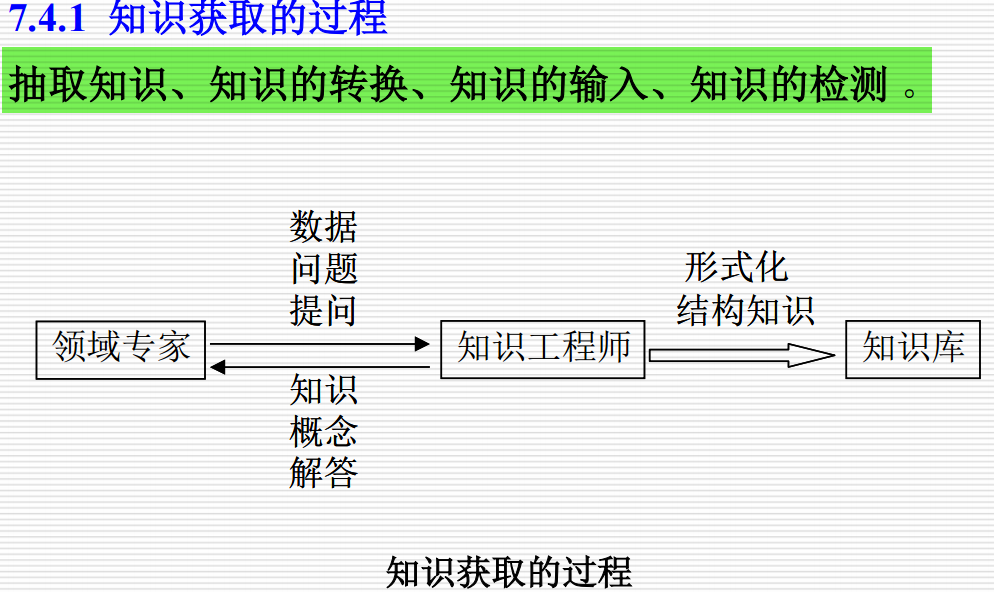 7.4.1 知识获取的过程
抽取知识、知识的转换、知识的输入、知识的检测 。
数据
问题
提问
形式化
结构知识
领域专家
知识工程师
知识库
知识
概念
解答
知识获取的过程